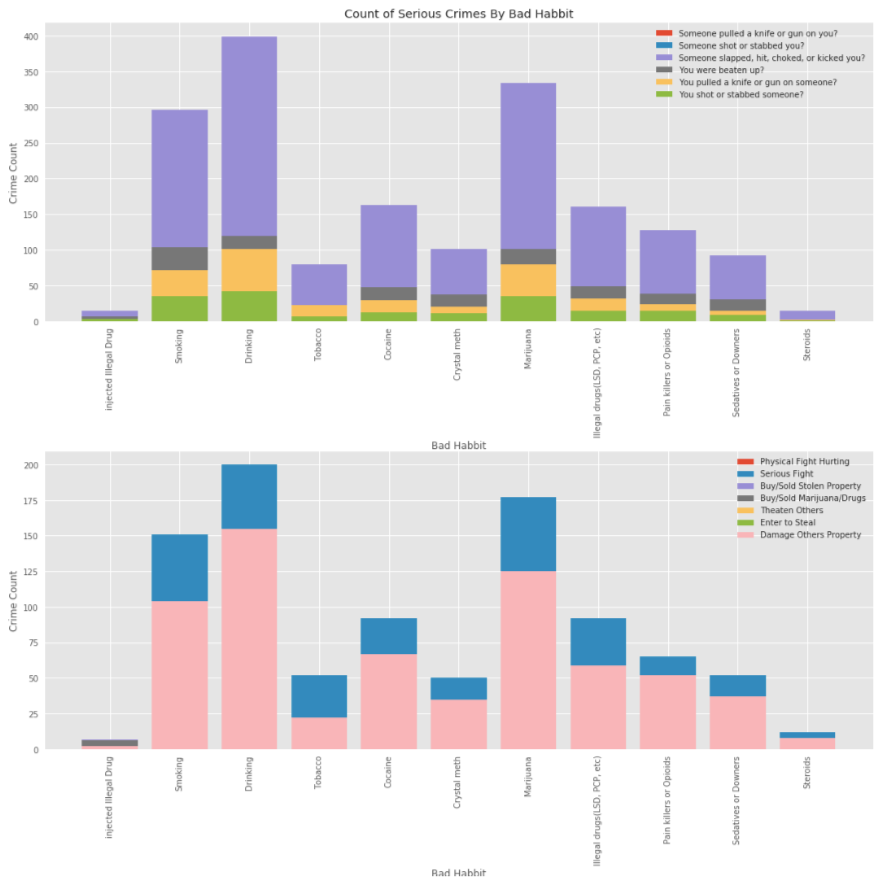 Count of Serious Crimes By Bad Habbit
Someone pulled a knife or gun on you?
Someone shot or stabbed you?
Someone slapped, hit, choked, or kicked you?
You were beaten up?
You pulled a knife or gun on someone?
You shot or stabbed someone?
Crime Count
400
350
300
250
200
150
100
50
0
injected Illegal Drug
Smoking
Drinking
Tobacco
Cocaine
Crystal meth
Marijuana
Illegal drugs(LSD, PCP, etc)
Pain killers or Opioids
Sedatives or Downers
Steroids
Bad Habbit
Physical Fight Hurting
Serious Fight
Buy/Sold Stolen Property
Buy/Sold Marijuana/Drugs
Theaten Others
Enter to Steal
Damage Others Property
Crime Count
200
175
150
125
100
75
50
25
0
injected Illegal Drug
Smoking
Drinking
Tobacco
Cocaine
Crystal meth
Marijuana
Illegal drugs(LSD, PCP, etc)
Pain killers or Opioids
Sedatives or Downers
Steroids
Bad Habbit